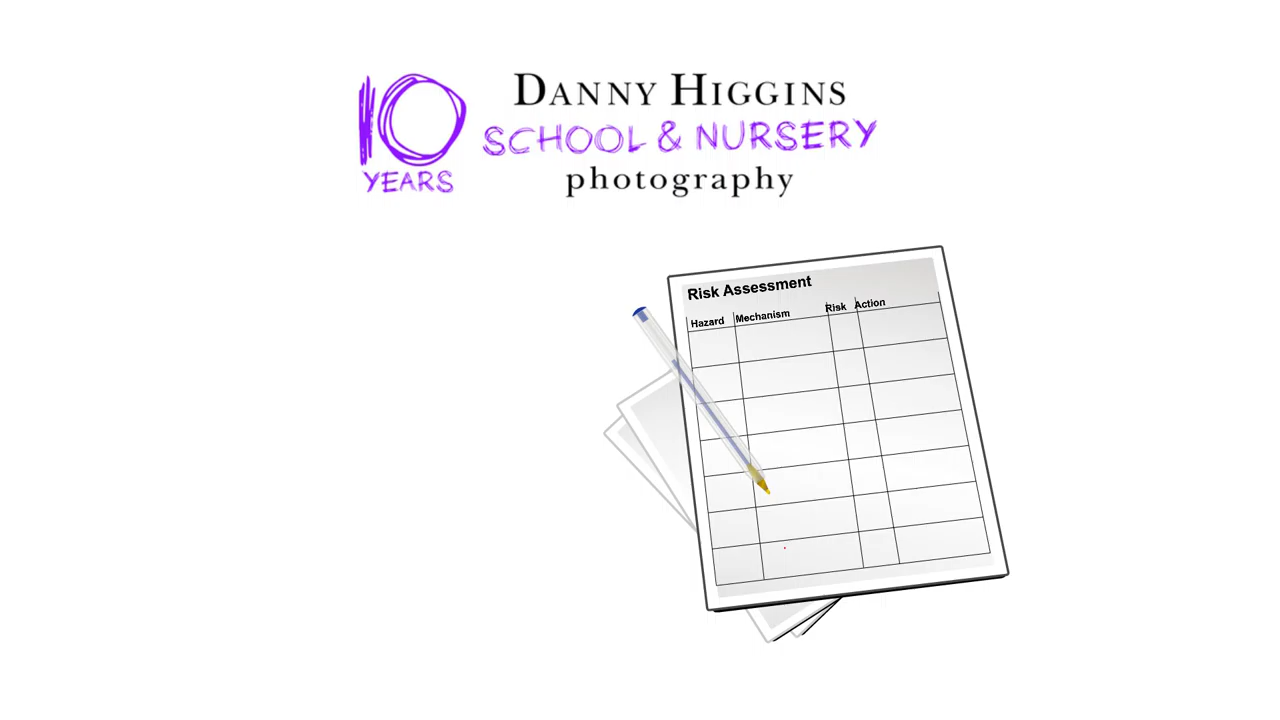 10
YEARS
DANNY HIGGINS
SCHOOL & NURSERY
photography
Risk Assessment
Hazard Mechanism Risk Action